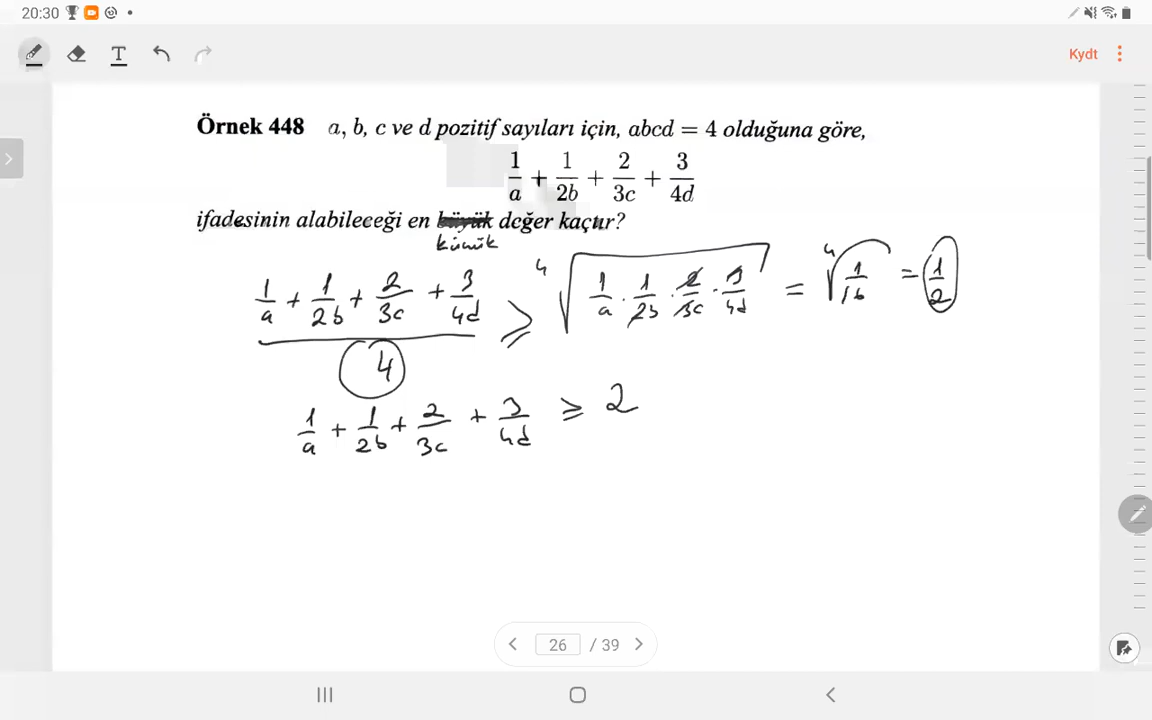 20:30
T
Kydt
Örnek 448 a, b, c ve d pozitif sayıları için, abcd = 4 olduğuna göre,
1/a + 1/2b + 2/3c + 3/4d
ifadesinin alabileceği en büyük değer kaçtır?
küçük
(1/a + 1/2b + 2/3c + 3/4d)/4 ≥ ⁴√(1/a · 1/2b · 2/3c · 3/4d) = ⁴√(1/16) = 1/2
1/a + 1/2b + 2/3c + 3/4d ≥ 2
26 / 39